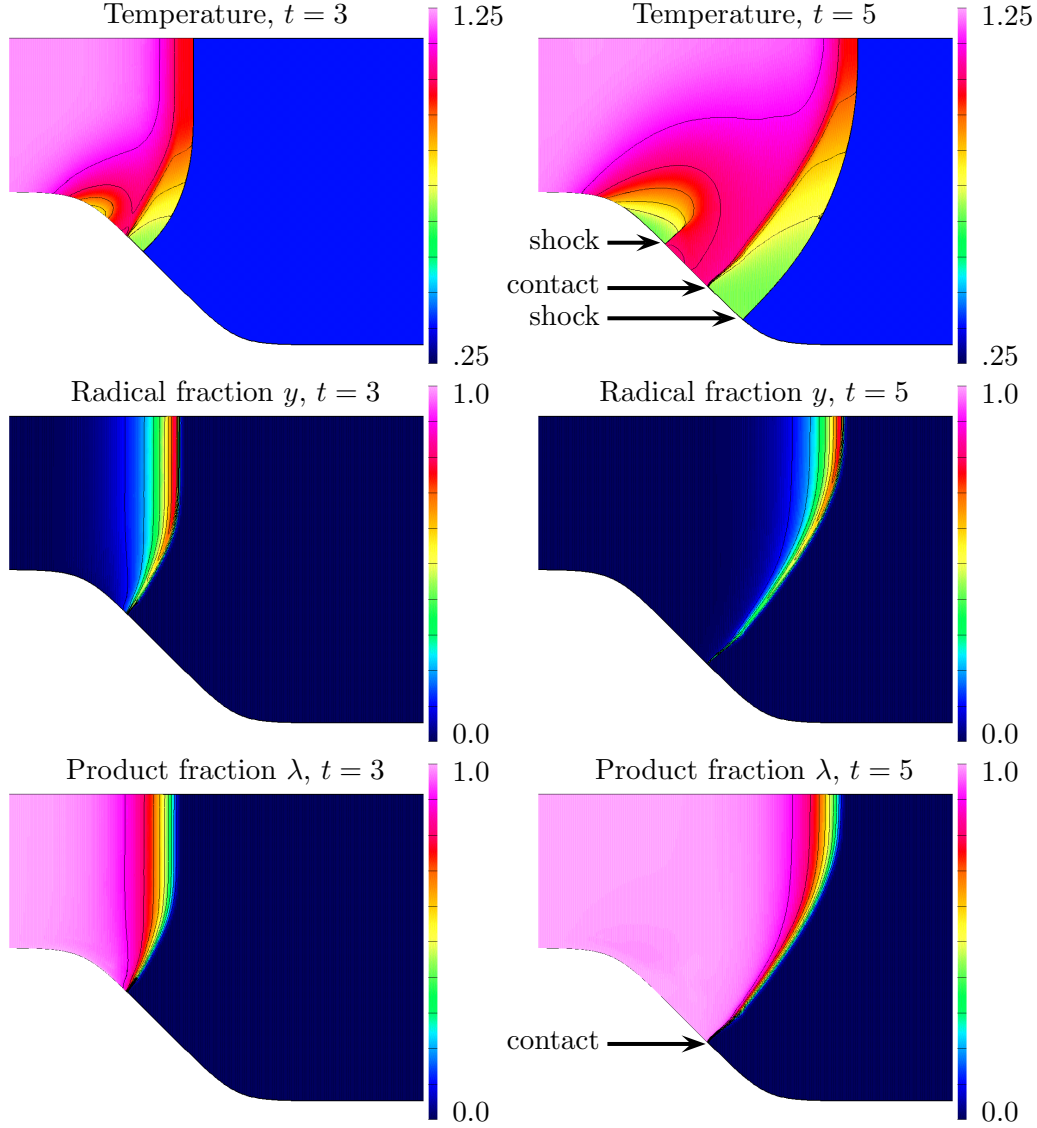 Temperature, t = 3
1.25
Temperature, t = 5
1.25
shock
contact
shock
.25
.25
Radical fraction y, t = 3
1.0
Radical fraction y, t = 5
1.0
0.0
0.0
Product fraction λ, t = 3
1.0
Product fraction λ, t = 5
1.0
contact
0.0
0.0